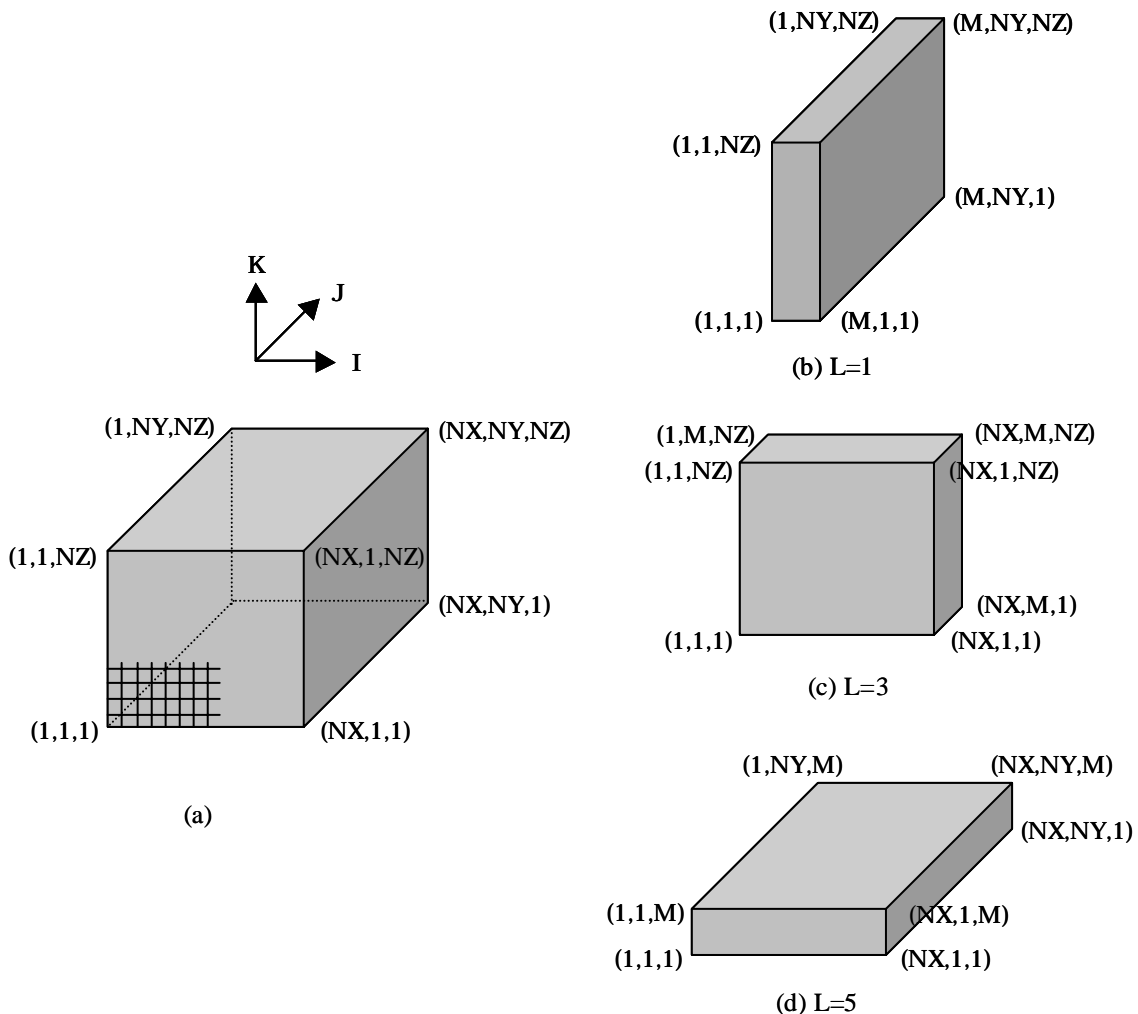 K
J
I
(1,NY,NZ)
(NX,NY,NZ)
(1,1,NZ)
(NX,1,NZ)
(NX,NY,1)
(1,1,1)
(NX,1,1)
(a)
(1,NY,NZ)
(M,NY,NZ)
(1,1,NZ)
(M,NY,1)
(1,1,1)
(M,1,1)
(b) L=1
(1,M,NZ)
(NX,M,NZ)
(1,1,NZ)
(NX,1,NZ)
(NX,M,1)
(1,1,1)
(NX,1,1)
(c) L=3
(1,NY,M)
(NX,NY,M)
(NX,NY,1)
(1,1,M)
(NX,1,M)
(1,1,1)
(NX,1,1)
(d) L=5